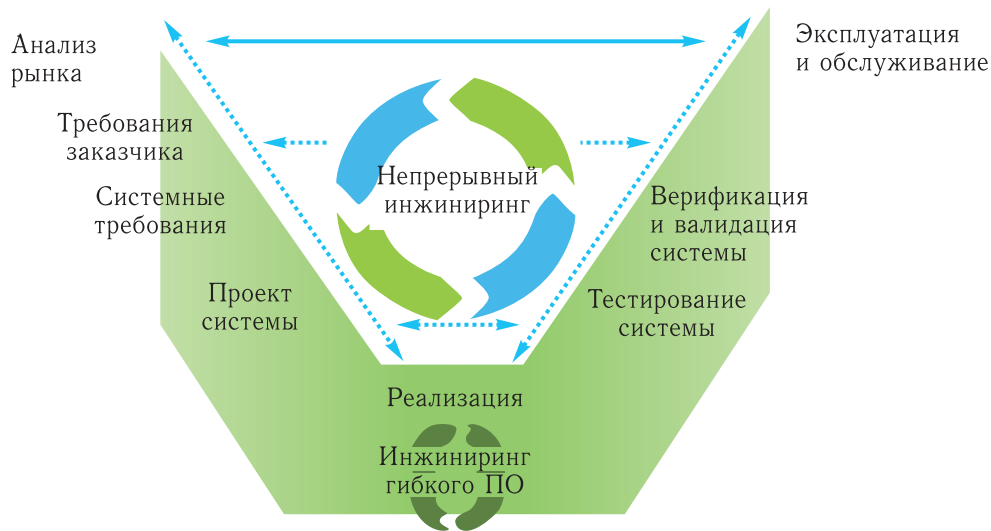 Анализ
рынка
Эксплуатация
и обслуживание
Требования
заказчика
Непрерывный
инжиниринг
Системные
требования
Верификация
и валидация
системы
Проект
системы
Тестирование
системы
Реализация
Инжиниринг
гибкого ПО